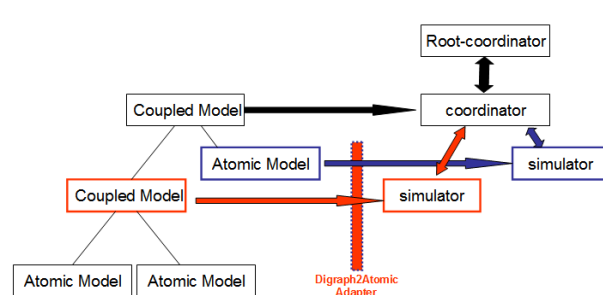 Root-coordinator
Coupled Model
coordinator
Atomic Model
simulator
Coupled Model
simulator
Atomic Model
Atomic Model
Digraph2Atomic
Adapter